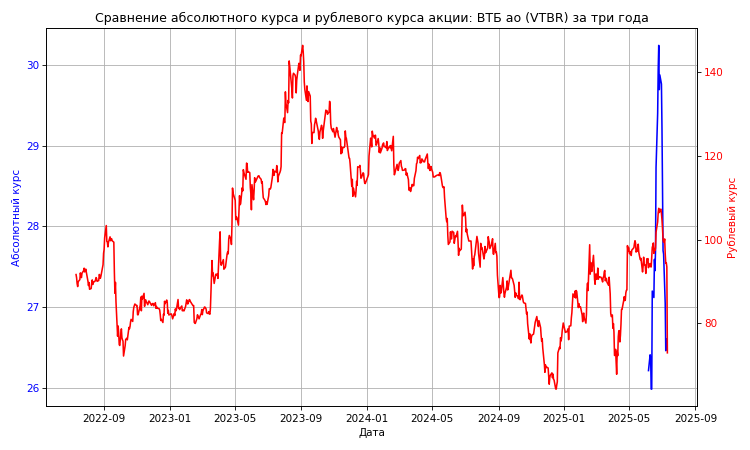 Сравнение абсолютного курса и рублевого курса акции: ВТБ ао (VTBR) за три года
30
29
28
27
26
Абсолютный курс
140
120
100
80
Рублевый курс
2022-09 2023-01 2023-05 2023-09 2024-01 2024-05 2024-09 2025-01 2025-05 2025-09
Дата